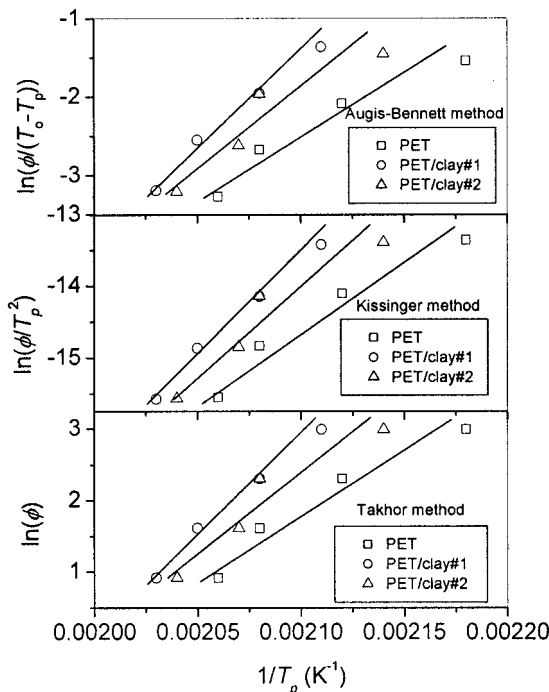 -1
-2
-3
-13
ln(ϕ/(Tₒ-Tₚ))
Augis-Bennett method
PET
PET/clay#1
PET/clay#2
-14
-15
ln(ϕ/Tₚ²)
Kissinger method
PET
PET/clay#1
PET/clay#2
3
2
1
ln(ϕ)
Takhor method
PET
PET/clay#1
PET/clay#2
0.00200 0.00205 0.00210 0.00215 0.00220
1/Tₚ (K⁻¹)